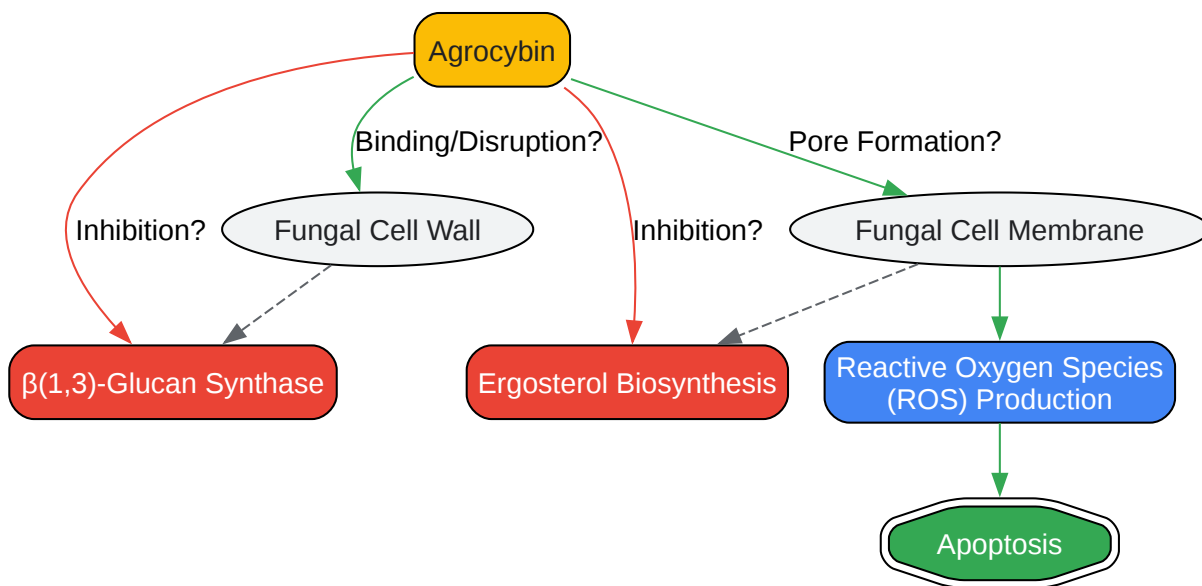 Agrocybin
Binding/Disruption?
Pore Formation?
Inhibition?
Fungal Cell Wall
Inhibition?
Fungal Cell Membrane
β(1,3)-Glucan Synthase
Ergosterol Biosynthesis
Reactive Oxygen Species
(ROS) Production
Apoptosis